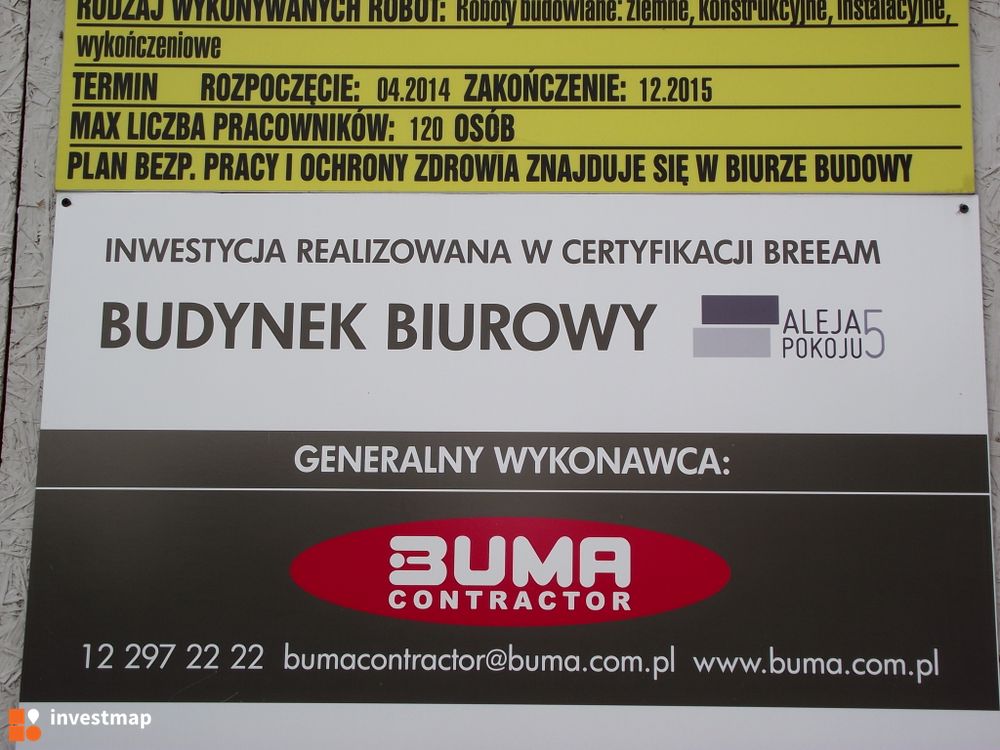 RODZAJ WYKONYWANYCH ROBÓT: Roboty budowlane: ziemne, konstrukcyjne, instalacyjne,
wykończeniowe
TERMIN ROZPOCZĘCIE: 04.2014 ZAKOŃCZENIE: 12.2015
MAX LICZBA PRACOWNIKÓW: 120 OSÓB
PLAN BEZP. PRACY I OCHRONY ZDROWIA ZNAJDUJE SIĘ W BIURZE BUDOWY
INWESTYCJA REALIZOWANA W CERTYFIKACJI BREEAM
BUDYNEK BIUROWY
ALEJA 5
POKOJU
GENERALNY WYKONAWCA:
BUMA
CONTRACTOR
12 297 22 22 bumacontractor@buma.com.pl www.buma.com.pl
investmap